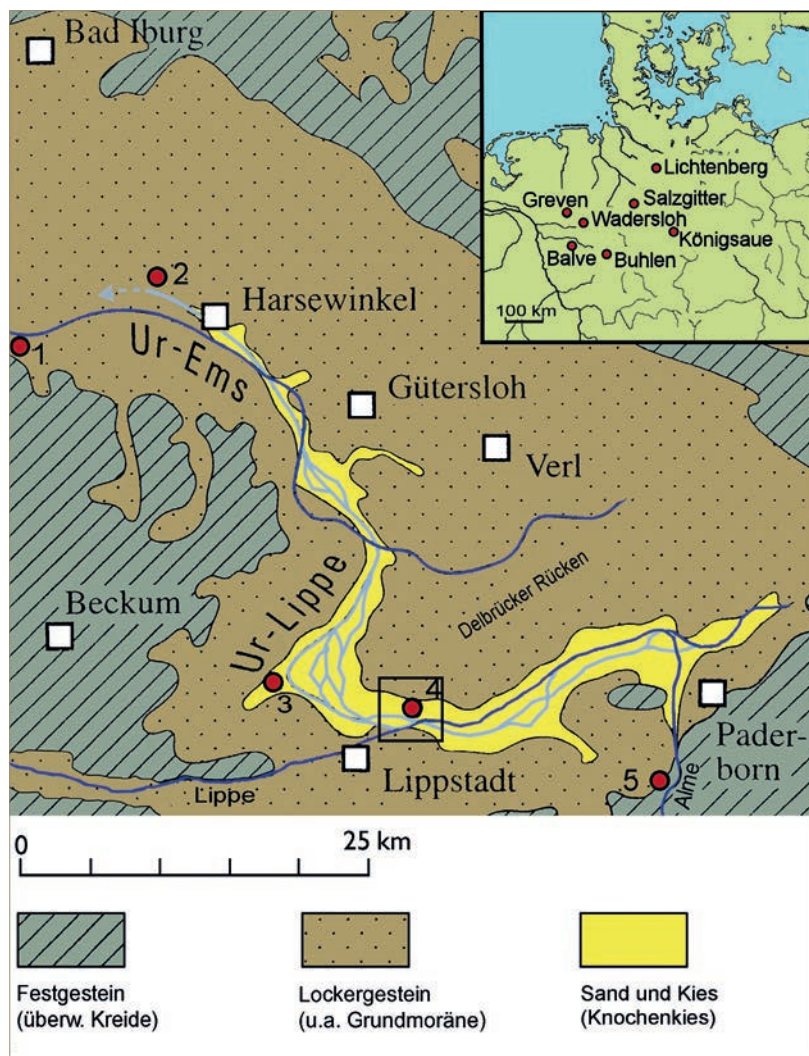 Bad Iburg
Lichtenberg
Greven
Salzgitter
Wadersloh
Königsaue
Balve
Buhlen
100 km
2
Harsewinkel
1
Ur-Ems
Gütersloh
Verl
Beckum
Ur-Lippe
Delbrücker Rücken
3
4
Pader-
born
Lippstadt
Lippe
5
Alme
0
25 km
Festgestein
(überw. Kreide)
Lockergestein
(u.a. Grundmoräne)
Sand und Kies
(Knochenkies)